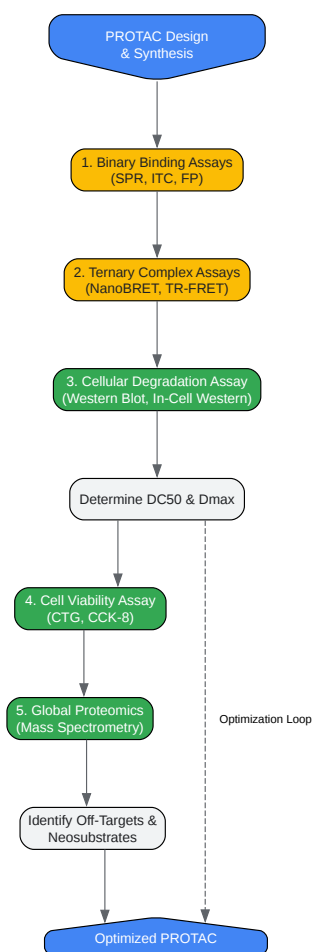 PROTAC Design
& Synthesis
1. Binary Binding Assays
(SPR, ITC, FP)
2. Ternary Complex Assays
(NanoBRET, TR-FRET)
3. Cellular Degradation Assay
(Western Blot, In-Cell Western)
Determine DC50 & Dmax
4. Cell Viability Assay
(CTG, CCK-8)
5. Global Proteomics
(Mass Spectrometry)
Optimization Loop
Identify Off-Targets &
Neosubstrates
Optimized PROTAC